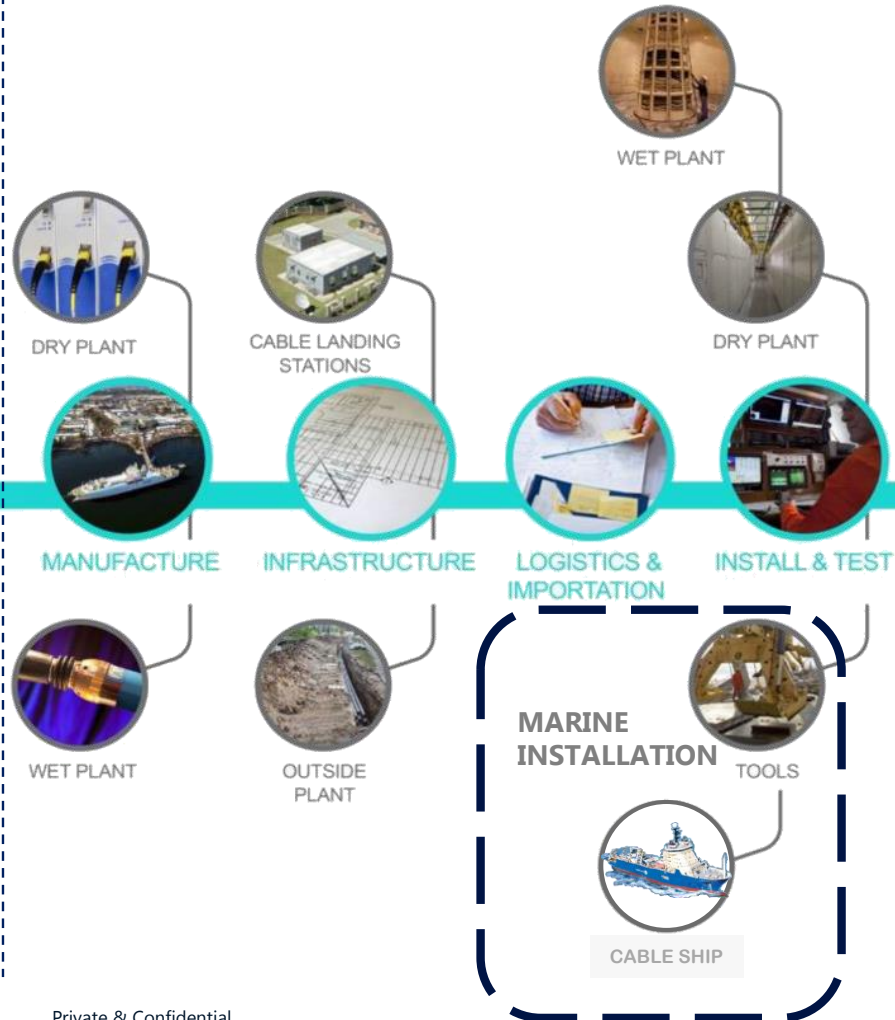 WET PLANT
DRY PLANT
CABLE LANDING
STATIONS
DRY PLANT
MANUFACTURE
INFRASTRUCTURE
LOGISTICS &
IMPORTATION
INSTALL & TEST
WET PLANT
OUTSIDE
PLANT
MARINE
INSTALLATION
TOOLS
CABLE SHIP
Private & Confidential